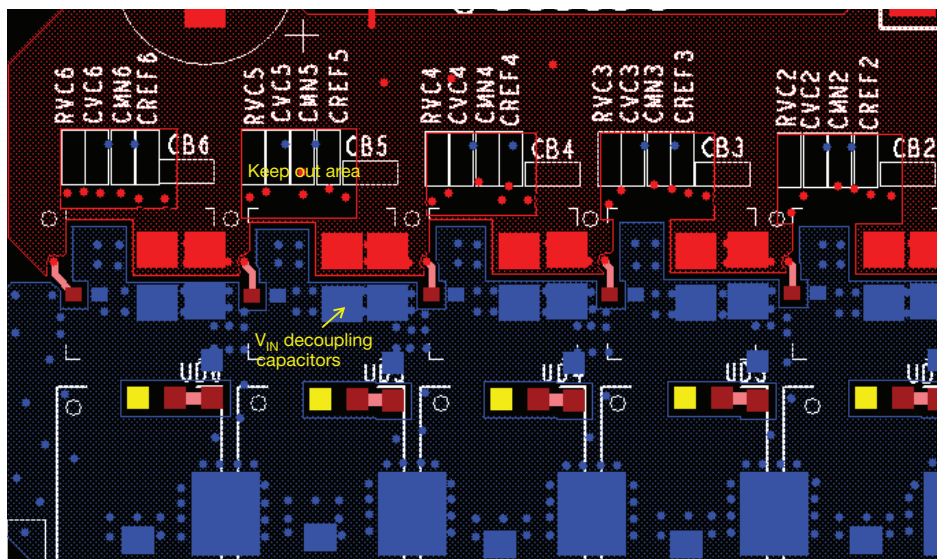 RVC6
CVC6
CMN6
CREF6
RVC5
CVC5
CMN5
CREF5
RVC4
CVC4
CMN4
CREF4
RVC3
CVC3
CMN3
CREF3
RVC2
CVC2
CMN2
CREF2
CB6
CB5
CB4
CB3
CB2
Keep out area
VIN decoupling
capacitors